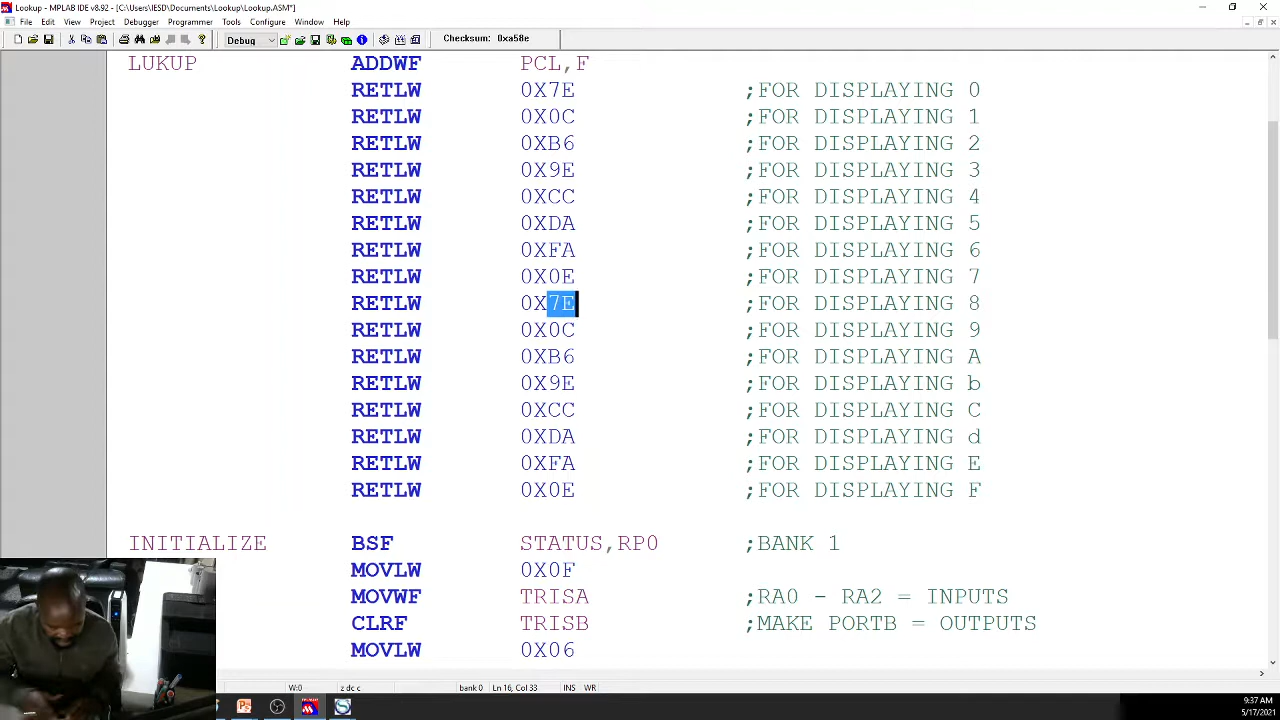 Lookup - MPLAB IDE v8.92 - [C:\Users\IESD\Documents\Lookup\Lookup.ASM*]
File Edit View Project Debugger Programmer Tools Configure Window Help
Debug Checksum: 0xa58e
LUKUP ADDWF PCL,F
RETLW 0X7E ;FOR DISPLAYING 0
RETLW 0X0C ;FOR DISPLAYING 1
RETLW 0XB6 ;FOR DISPLAYING 2
RETLW 0X9E ;FOR DISPLAYING 3
RETLW 0XCC ;FOR DISPLAYING 4
RETLW 0XDA ;FOR DISPLAYING 5
RETLW 0XFA ;FOR DISPLAYING 6
RETLW 0X0E ;FOR DISPLAYING 7
RETLW 0X7E ;FOR DISPLAYING 8
RETLW 0X0C ;FOR DISPLAYING 9
RETLW 0XB6 ;FOR DISPLAYING A
RETLW 0X9E ;FOR DISPLAYING b
RETLW 0XCC ;FOR DISPLAYING C
RETLW 0XDA ;FOR DISPLAYING d
RETLW 0XFA ;FOR DISPLAYING E
RETLW 0X0E ;FOR DISPLAYING F
INITIALIZE BSF STATUS,RP0 ;BANK 1
MOVLW 0X0F
MOVWF TRISA ;RA0 - RA2 = INPUTS
CLRF TRISB ;MAKE PORTB = OUTPUTS
MOVLW 0X06
W:0 z dc c bank 0 Ln 16, Col 33 INS WR
9:37 AM
5/17/2021